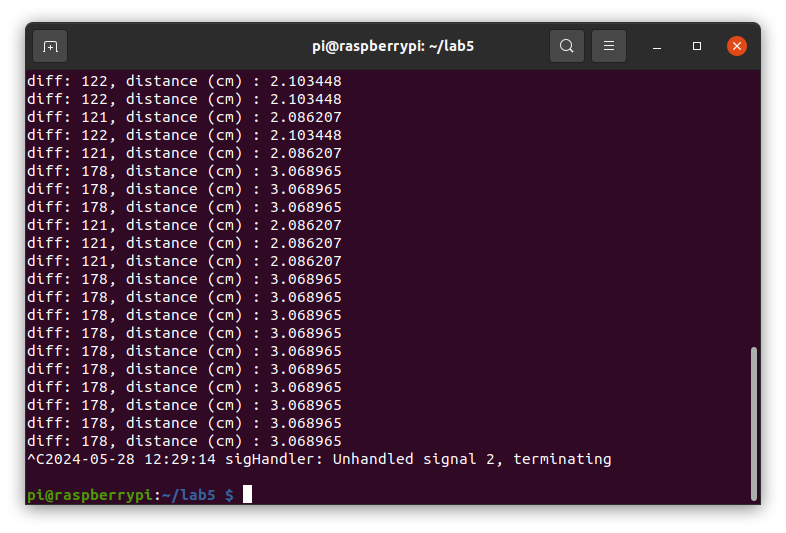 pi@raspberrypi: ~/lab5
diff: 122, distance (cm) : 2.103448
diff: 122, distance (cm) : 2.103448
diff: 121, distance (cm) : 2.086207
diff: 122, distance (cm) : 2.103448
diff: 121, distance (cm) : 2.086207
diff: 178, distance (cm) : 3.068965
diff: 178, distance (cm) : 3.068965
diff: 178, distance (cm) : 3.068965
diff: 121, distance (cm) : 2.086207
diff: 121, distance (cm) : 2.086207
diff: 121, distance (cm) : 2.086207
diff: 178, distance (cm) : 3.068965
diff: 178, distance (cm) : 3.068965
diff: 178, distance (cm) : 3.068965
diff: 178, distance (cm) : 3.068965
diff: 178, distance (cm) : 3.068965
diff: 178, distance (cm) : 3.068965
diff: 178, distance (cm) : 3.068965
diff: 178, distance (cm) : 3.068965
diff: 178, distance (cm) : 3.068965
diff: 178, distance (cm) : 3.068965
^C2024-05-28 12:29:14 sigHandler: Unhandled signal 2, terminating
pi@raspberrypi:~/lab5 $